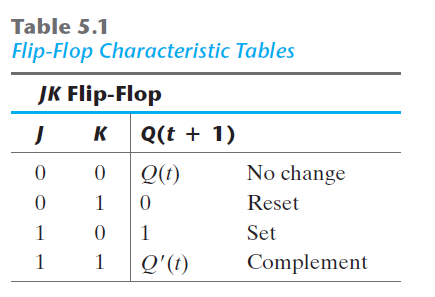 Table 5.1
Flip-Flop Characteristic Tables
JK Flip-Flop
J K Q(t + 1)
0 0 Q(t) No change
0 1 0 Reset
1 0 1 Set
1 1 Q′(t) Complement